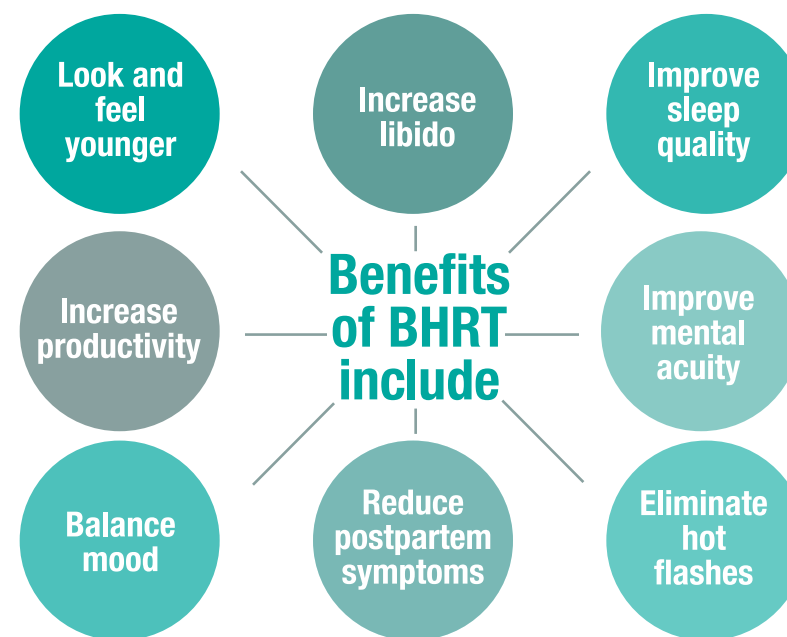 Look and
feel
younger
Increase
libido
Improve
sleep
quality
Benefits
of BHRT
include
Increase
productivity
Improve
mental
acuity
Balance
mood
Reduce
postpartem
symptoms
Eliminate
hot
flashes